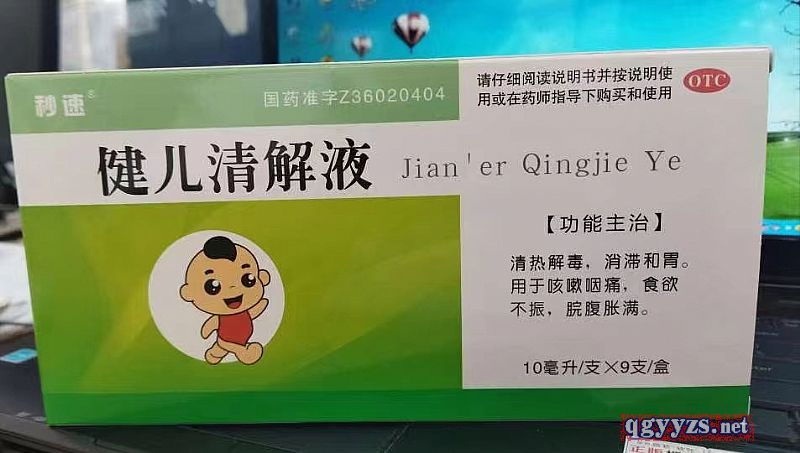 秒速®
国药准字Z36020404
请仔细阅读说明书并按说明使
用或在药师指导下购买和使用
OTC
健儿清解液 Jian'er Qingjie Ye
【功能主治】
清热解毒，消滞和胃。
用于咳嗽咽痛，食欲
不振，脘腹胀满。
10毫升/支×9支/盒
qgyyzs.net